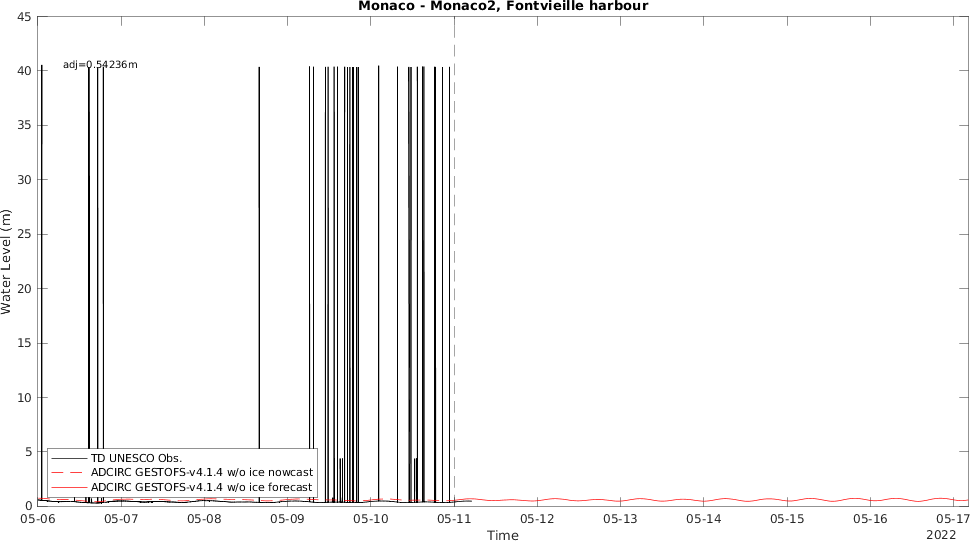 Monaco - Monaco2, Fontvieille harbour
45
40
35
30
25
20
15
10
5
0
Water Level (m)
adj=0.54236m
TD UNESCO Obs.
ADCIRC GESTOFS-v4.1.4 w/o ice nowcast
ADCIRC GESTOFS-v4.1.4 w/o ice forecast
05-06 05-07 05-08 05-09 05-10 05-11 05-12 05-13 05-14 05-15 05-16 05-17
Time
2022